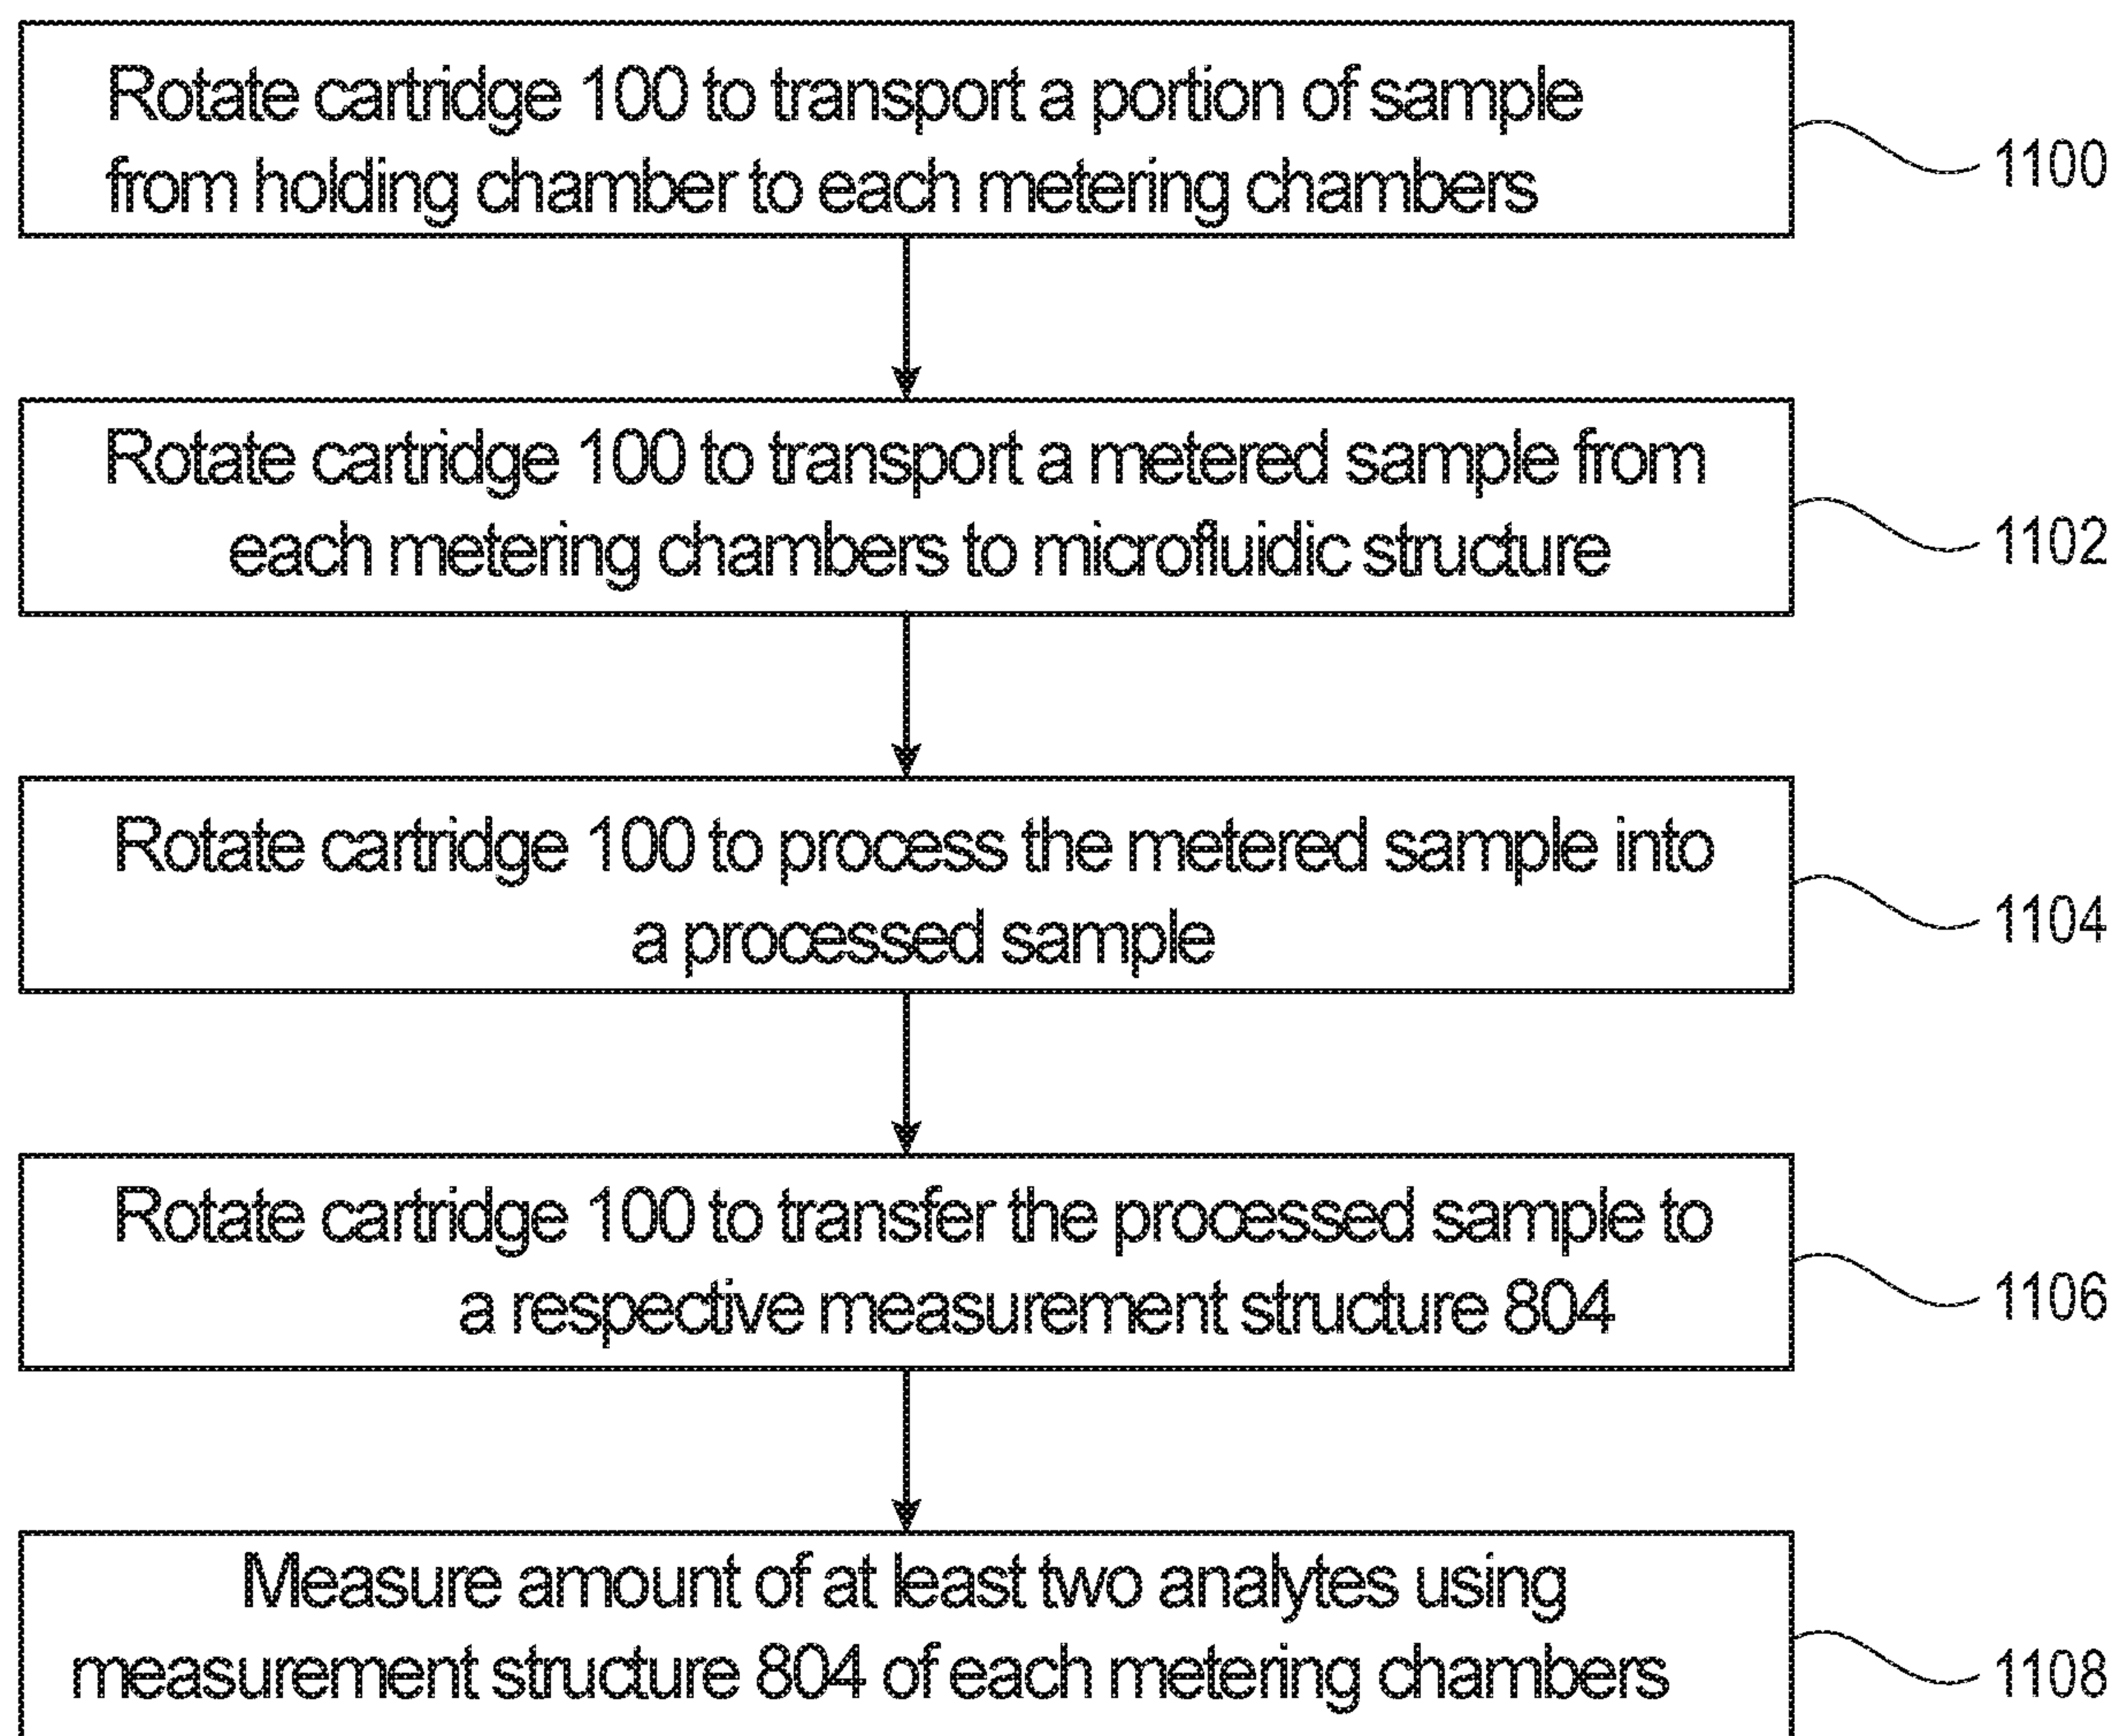 Rotate cartridge 100 to transport a portion of sample
from holding chamber to each metering chambers
1100
Rotate cartridge 100 to transport a metered sample from
each metering chambers to microfluidic structure
1102
Rotate cartridge 100 to process the metered sample into
a processed sample
1104
Rotate cartridge 100 to transfer the processed sample to
a respective measurement structure 804
1106
Measure amount of at least two analytes using
measurement structure 804 of each metering chambers
1108